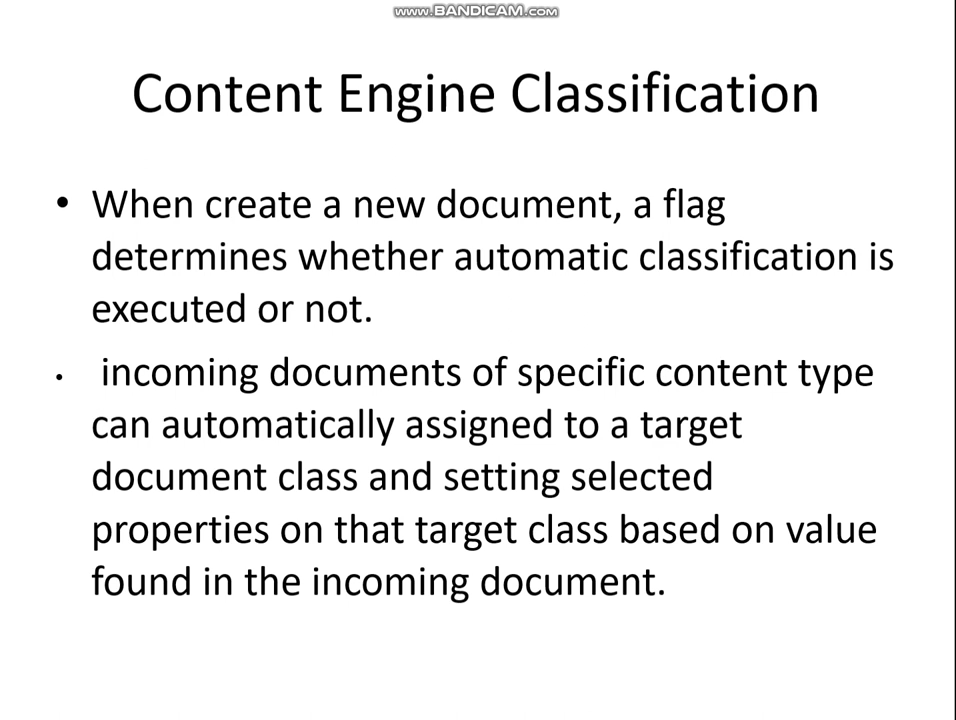 www.BANDICAM.com
Content Engine Classification
• When create a new document, a flag
determines whether automatic classification is
executed or not.
• incoming documents of specific content type
can automatically assigned to a target
document class and setting selected
properties on that target class based on value
found in the incoming document.